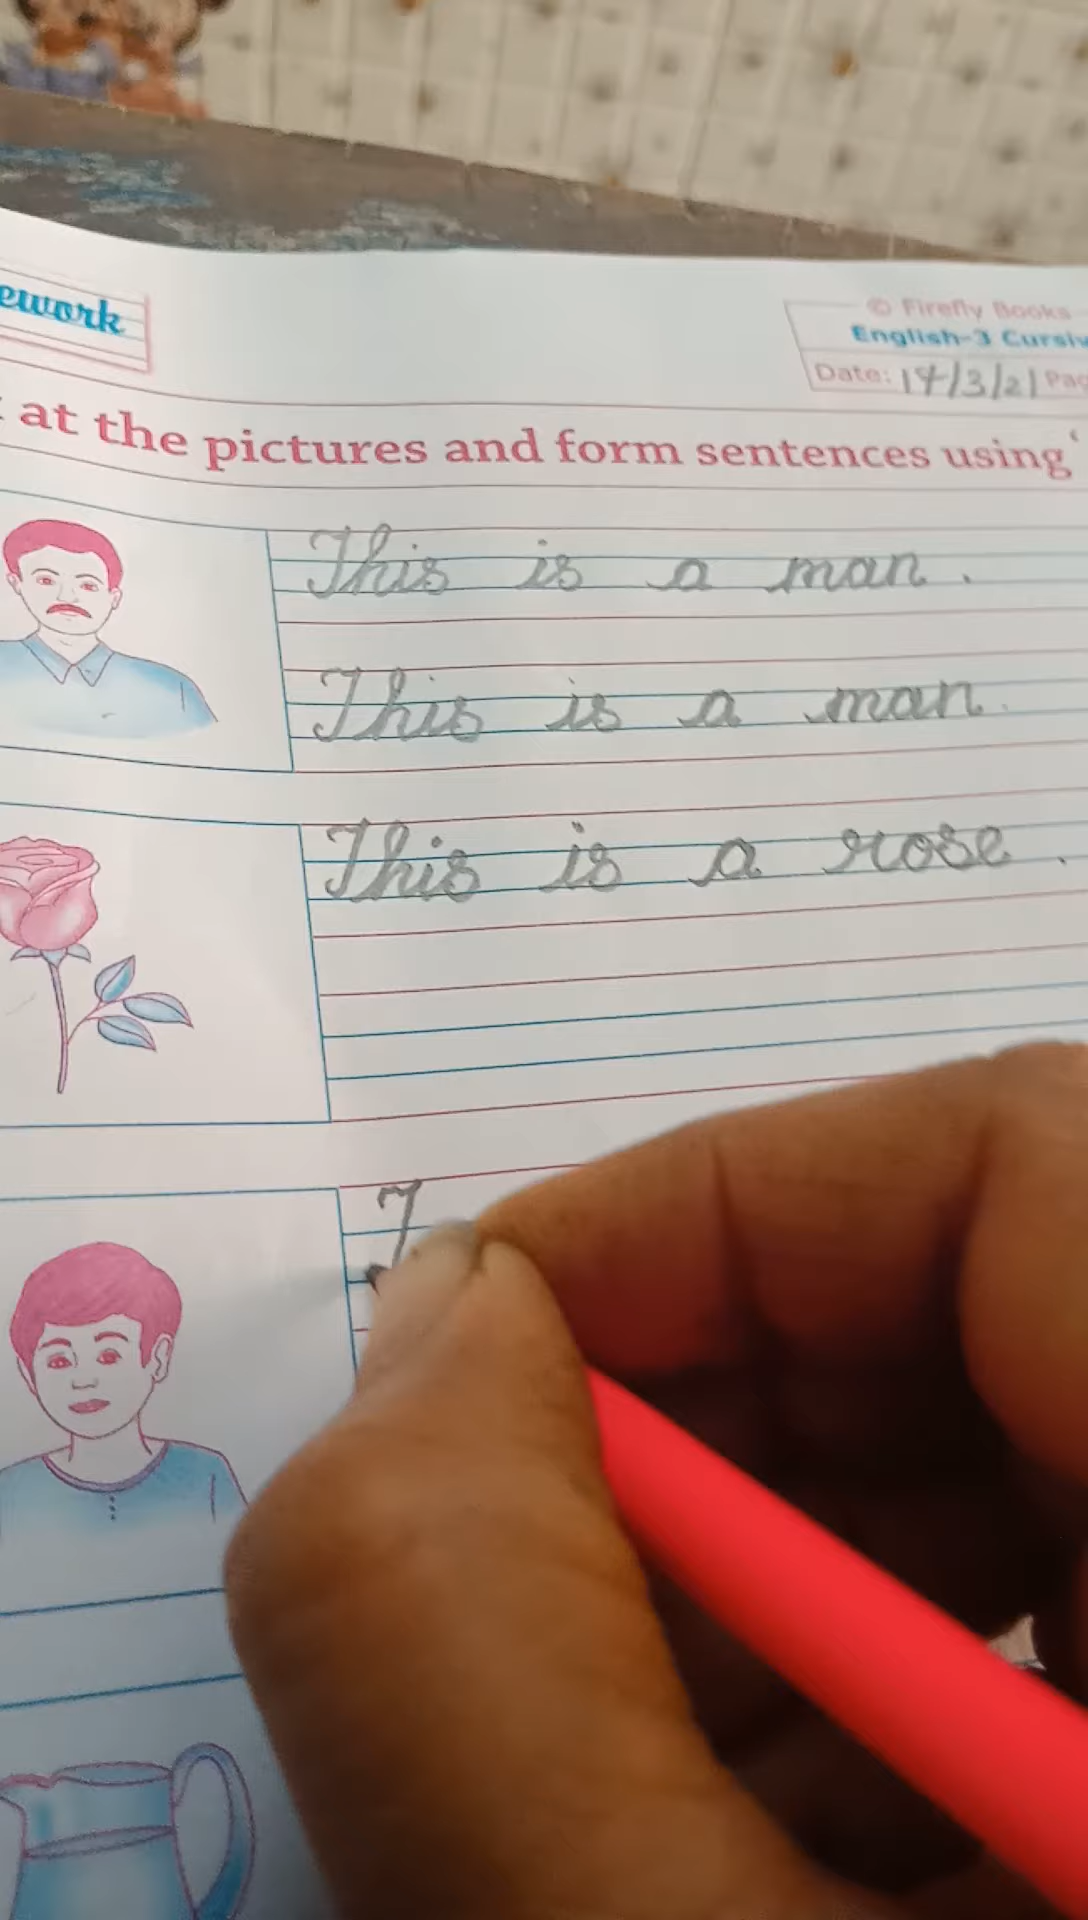 ework
© Firefly Books
English-3 Cursiv
Date: 14/3/21 Pag
at the pictures and form sentences using '
This is a man.
This is a man.
This is a rose.
T